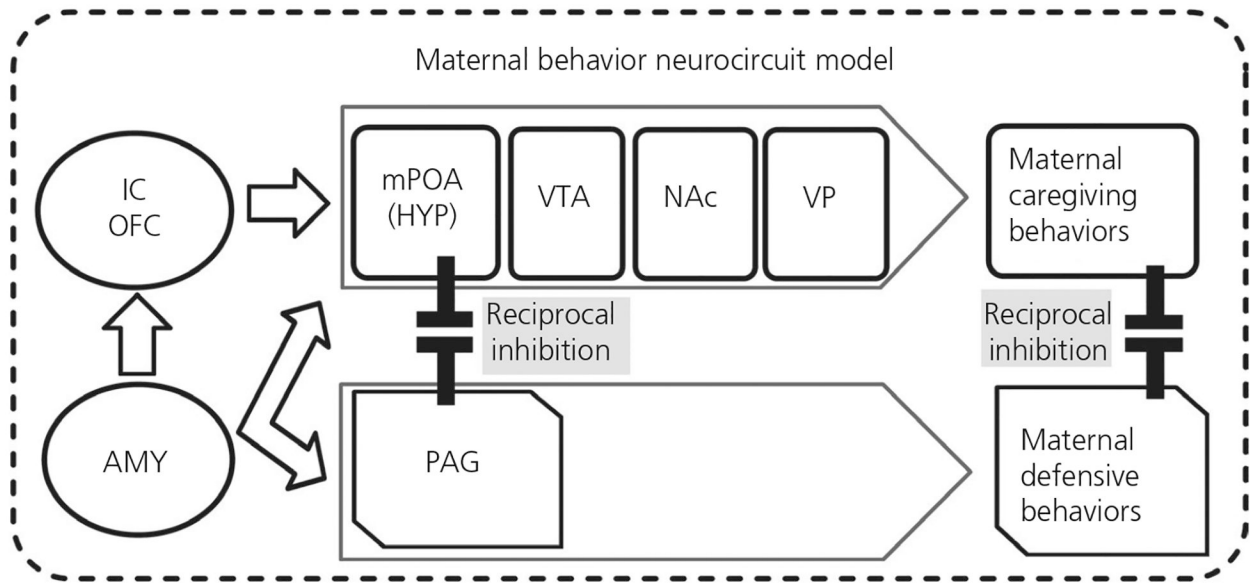 Maternal behavior neurocircuit model
IC
OFC
mPOA
(HYP)
VTA
NAc
VP
Maternal
caregiving
behaviors
Reciprocal
inhibition
Reciprocal
inhibition
AMY
PAG
Maternal
defensive
behaviors